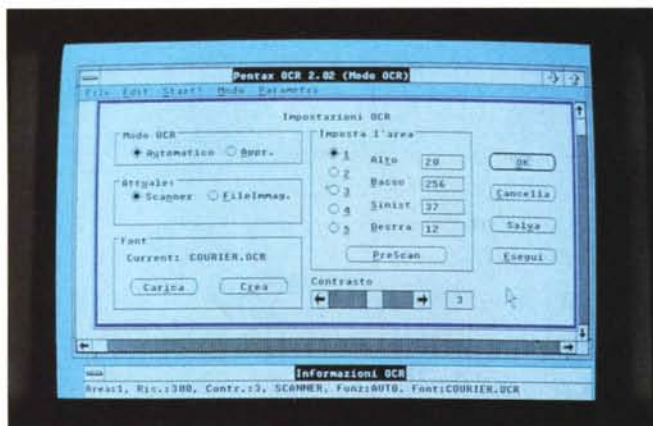 Pentax OCR 2.02 (Modo OCR)
File Edit Start! Modo Parametri
Impostazioni OCR
Modo OCR
Automatico Appr.
Attuale:
Scanner FileImmag.
Font
Current: COURIER.OCR
Carica Crea
Imposta l'area
1
2
3
4
5
Alto 20
Basso 256
Sinist 37
Destra 12
PreScan
Contrasto
3
OK
Cancella
Salva
Esegui
Informazioni OCR
Area:1, Ris.:300, Contr.:3, SCANNER, Funz:AUTO, Font:COURIER.OCR